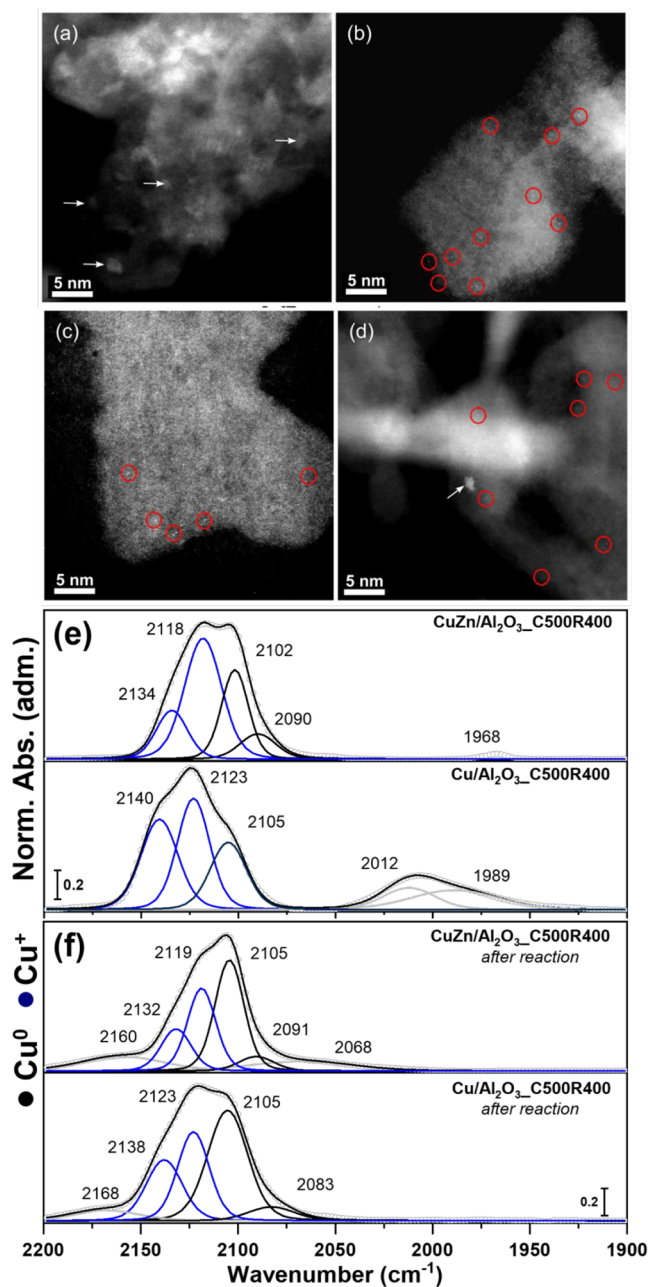 (a)
(b)
5 nm
5 nm
(c)
(d)
5 nm
5 nm
(e)
CuZn/Al₂O₃_C500R400
2118
2102
2134
2090
1968
Cu/Al₂O₃_C500R400
2123
2140
2105
2012
1989
0.2
(f)
CuZn/Al₂O₃_C500R400
after reaction
2119
2105
2132
2160
2091
2068
Cu/Al₂O₃_C500R400
after reaction
2123
2105
2138
2168
2083
0.2
Norm. Abs. (adm.)
● Cu⁰ ● Cu⁺
2200 2150 2100 2050 2000 1950 1900
Wavenumber (cm⁻¹)